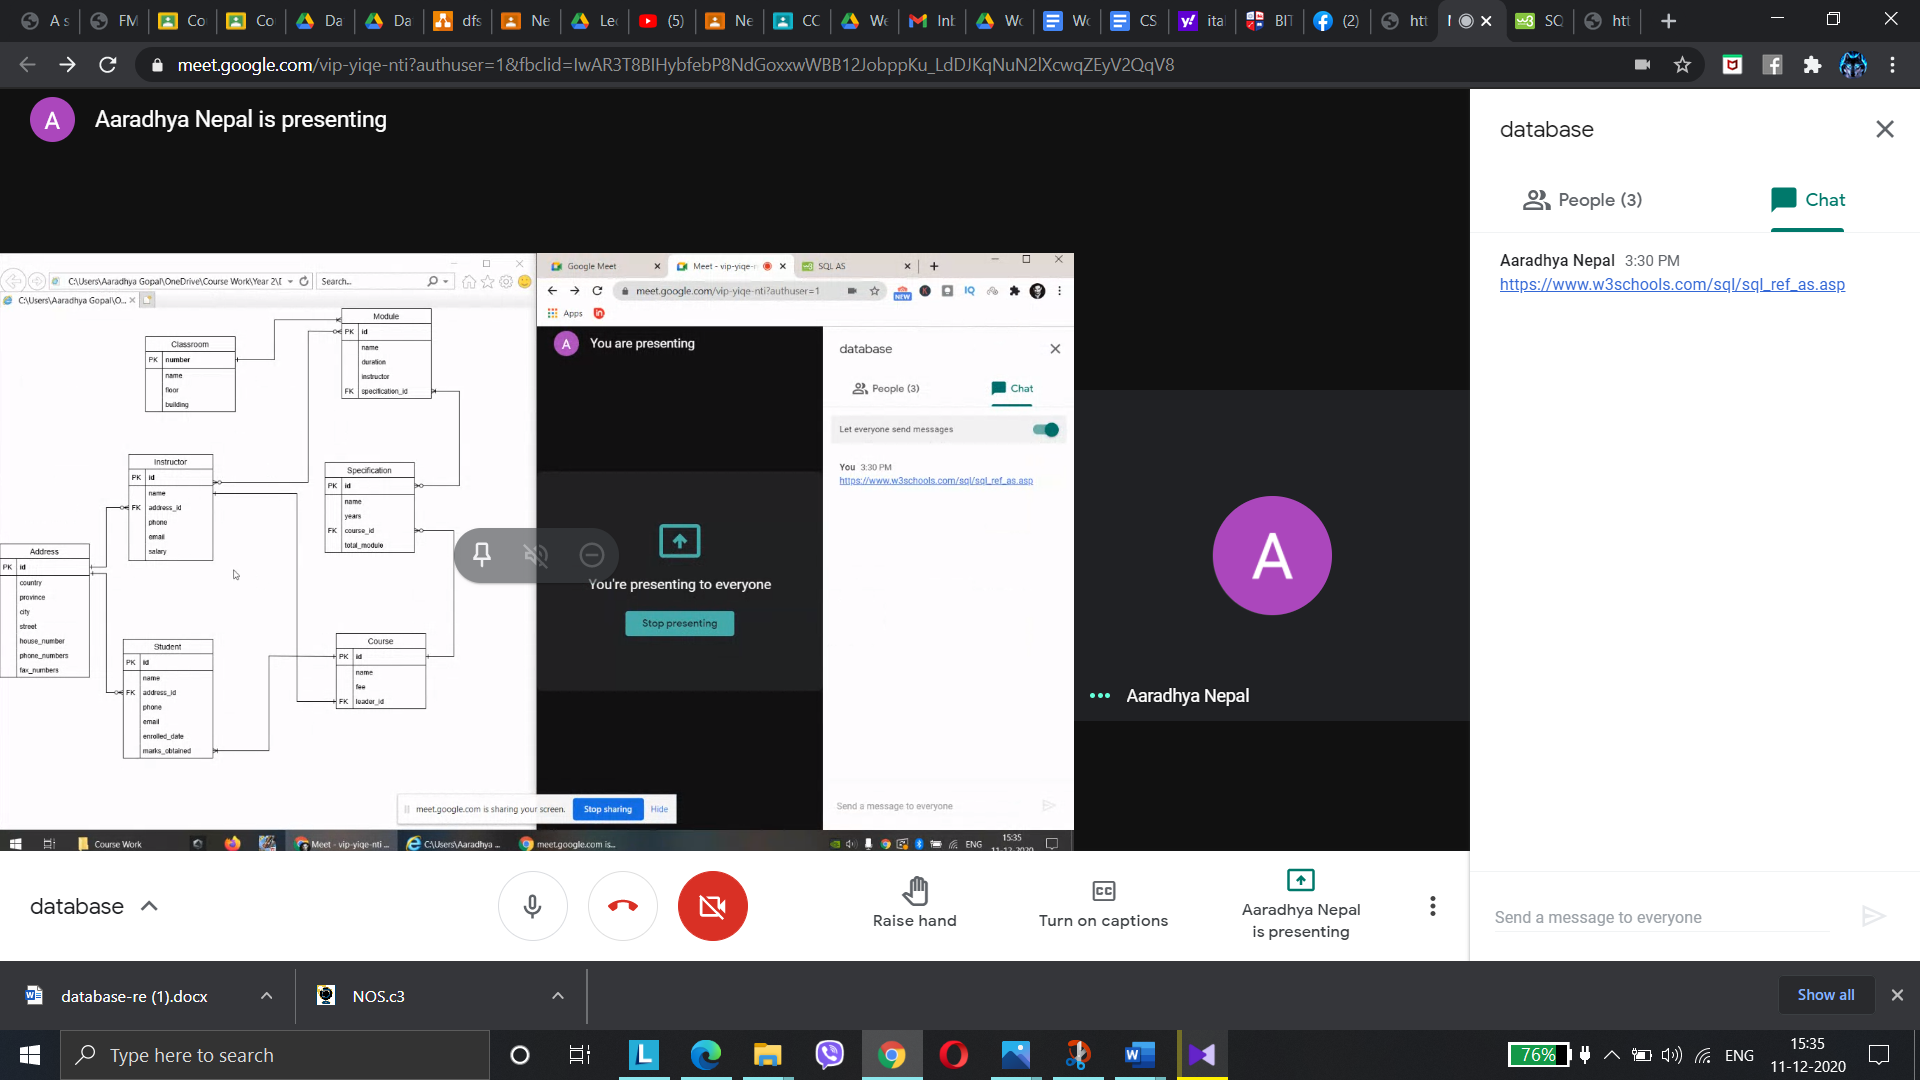 A s
FM
Co
Co
Da
Da
dfs
Ne
Lec
(5)
Ne
CC
We
Inb
Wo
Wo
CS
ita
BIT
(2)
htt
SQ
htt
meet.google.com/vip-yiqe-nti?authuser=1&fbclid=IwAR3T8BIHybfebP8NdGoxxwWBB12JobppKu_LdDJKqNuN2lXcwqZEyV2QqV8
A
Aaradhya Nepal is presenting
C:\Users\Aaradhya Gopal\OneDrive\Course Work\Year 2\I
Search...
C:\Users\Aaradhya Gopal\O...
Classroom
PK number
name
floor
building
Module
PK id
name
duration
instructor
FK specification_id
Instructor
PK id
name
FK address_id
phone
email
salary
Specification
PK id
name
years
FK course_id
total_module
Address
PK id
country
province
city
street
house_number
phone_numbers
fax_numbers
Student
PK id
name
FK address_id
phone
email
enrolled_date
marks_obtained
Course
PK id
name
fee
FK leader_id
Google Meet
Meet - vip-yiqe-
SQL AS
meet.google.com/vip-yiqe-nti?authuser=1
NEW
IQ
Apps
A
You are presenting
database
People (3)
Chat
Let everyone send messages
You 3:30 PM
https://www.w3schools.com/sql/sql_ref_as.asp
You're presenting to everyone
Stop presenting
Send a message to everyone
meet.google.com is sharing your screen.
Stop sharing
Hide
Course Work
Meet - vip-yiqe-nti ...
C:\Users\Aaradhya ...
meet.google.com is...
ENG
15:35
11-12-2020
A
Aaradhya Nepal
database
People (3)
Chat
Aaradhya Nepal 3:30 PM
https://www.w3schools.com/sql/sql_ref_as.asp
Send a message to everyone
database
Raise hand
Turn on captions
Aaradhya Nepal
is presenting
database-re (1).docx
NOS.c3
Show all
Type here to search
76%
ENG
15:35
11-12-2020